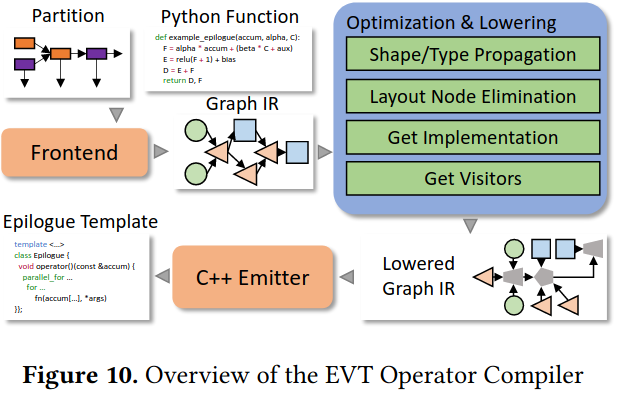 Partition
Python Function
def example_epilogue(accum, alpha, C):
F = alpha * accum + (beta * C + aux)
E = relu(F + 1) + bias
D = E + F
return D, F
Frontend
Graph IR
Optimization & Lowering
Shape/Type Propagation
Layout Node Elimination
Get Implementation
Get Visitors
Epilogue Template
template <...>
class Epilogue {
void operator()(const &accum) {
parallel_for ...
for ...
fn(accum[...], *args)
}};
C++ Emitter
Lowered
Graph IR
Figure 10. Overview of the EVT Operator Compiler